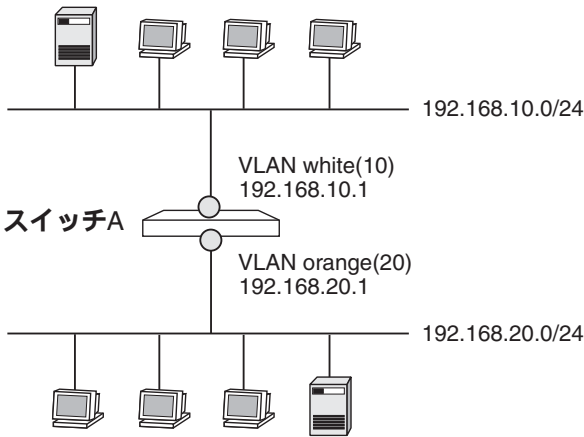 192.168.10.0/24
VLAN white(10)
192.168.10.1
スイッチA
VLAN orange(20)
192.168.20.1
192.168.20.0/24